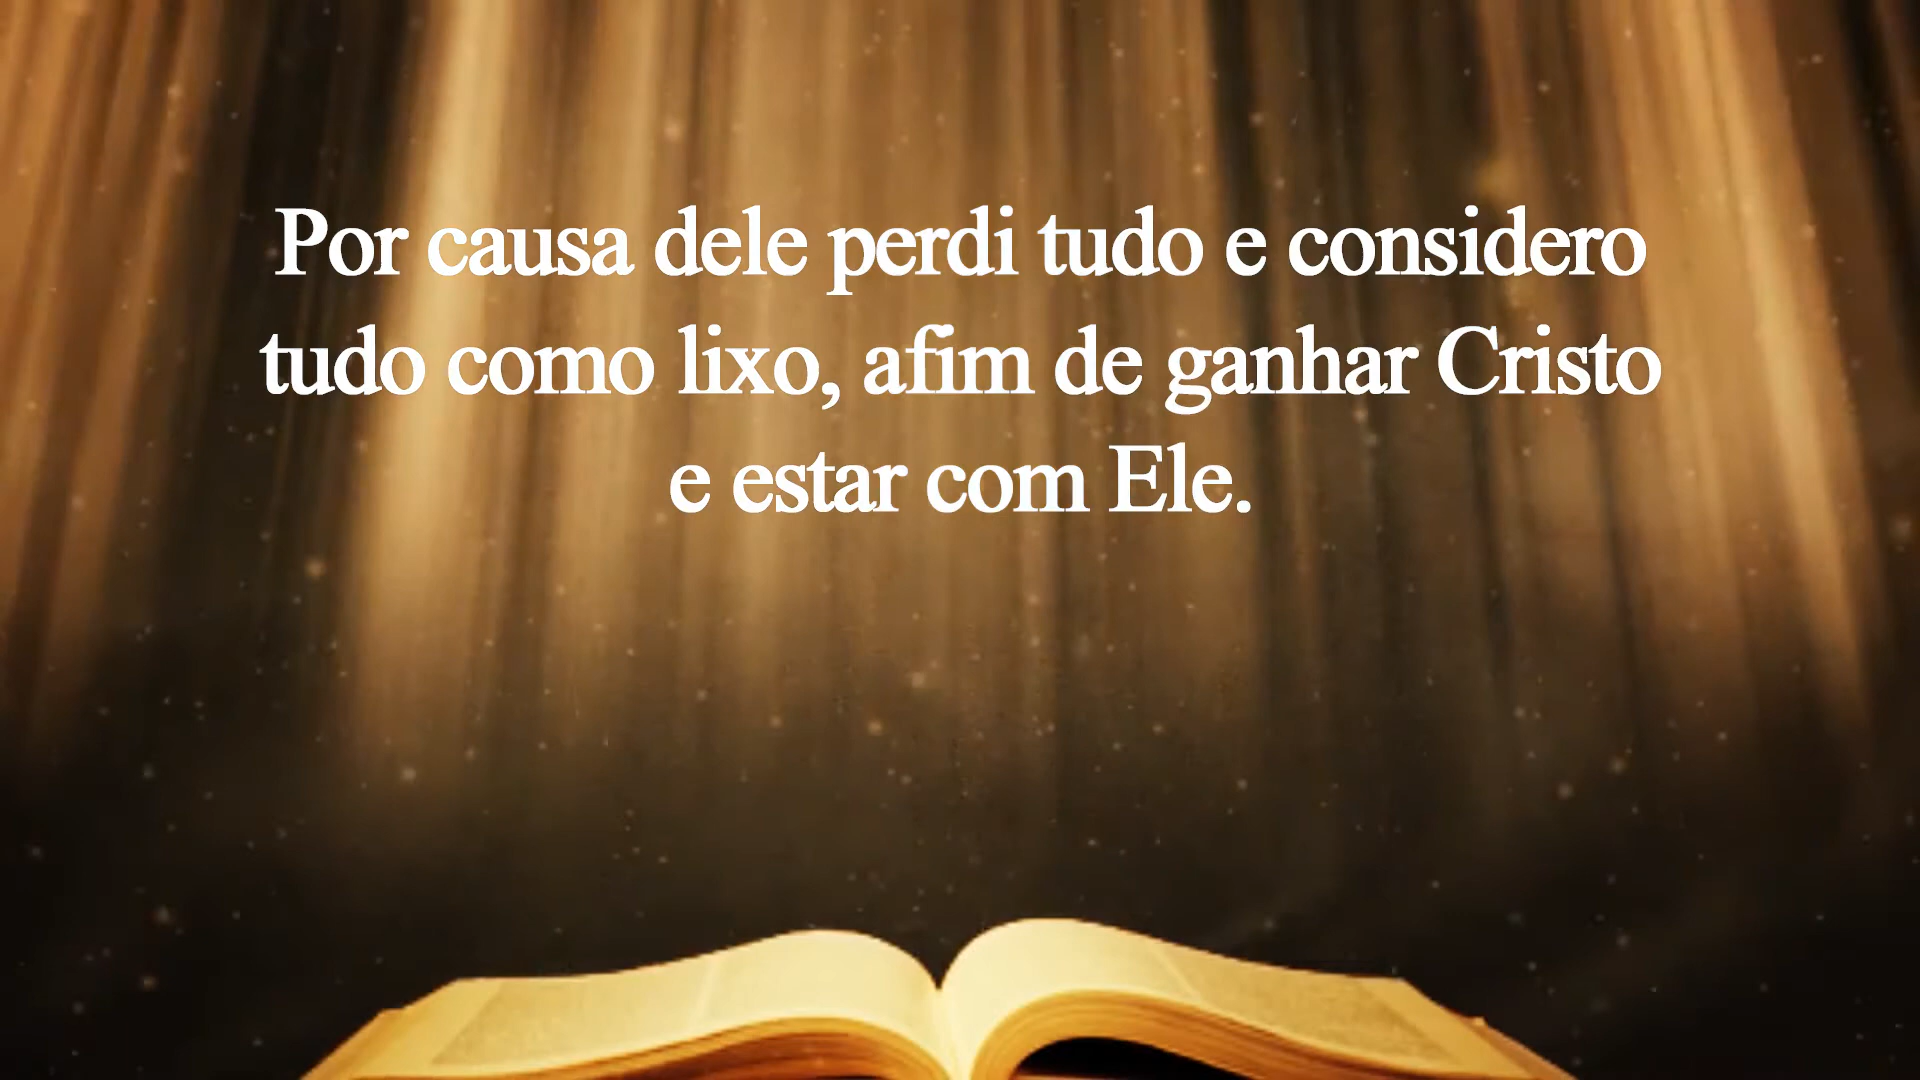 Por causa dele perdi tudo e considero
tudo como lixo, afim de ganhar Cristo
e estar com Ele.